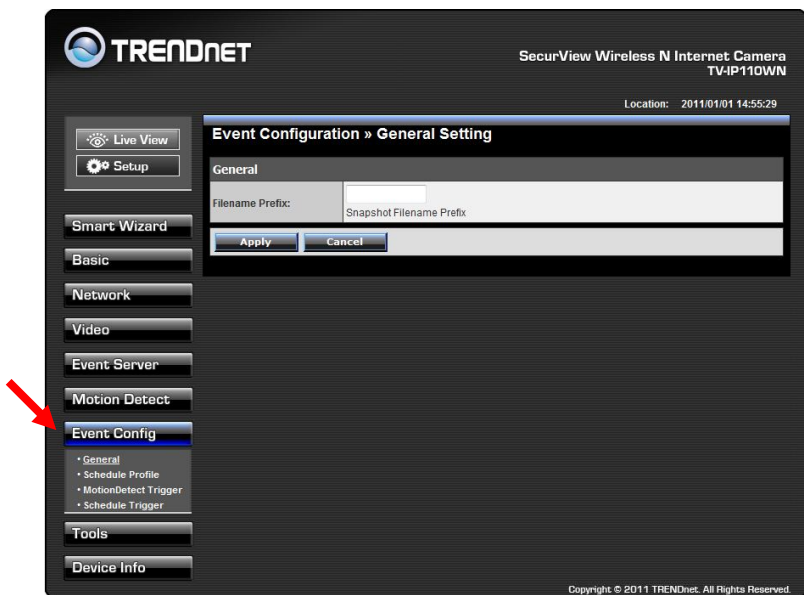 TRENDNET
SecurView Wireless N Internet Camera
TV-IP110WN
Location: 2011/01/01 14:55:29
Live View
Setup
Smart Wizard
Basic
Network
Video
Event Server
Motion Detect
Event Config
• General
• Schedule Profile
• MotionDetect Trigger
• Schedule Trigger
Tools
Device Info
Event Configuration » General Setting
General
Filename Prefix:
Snapshot Filename Prefix
Apply Cancel
Copyright © 2011 TRENDnet. All Rights Reserved.